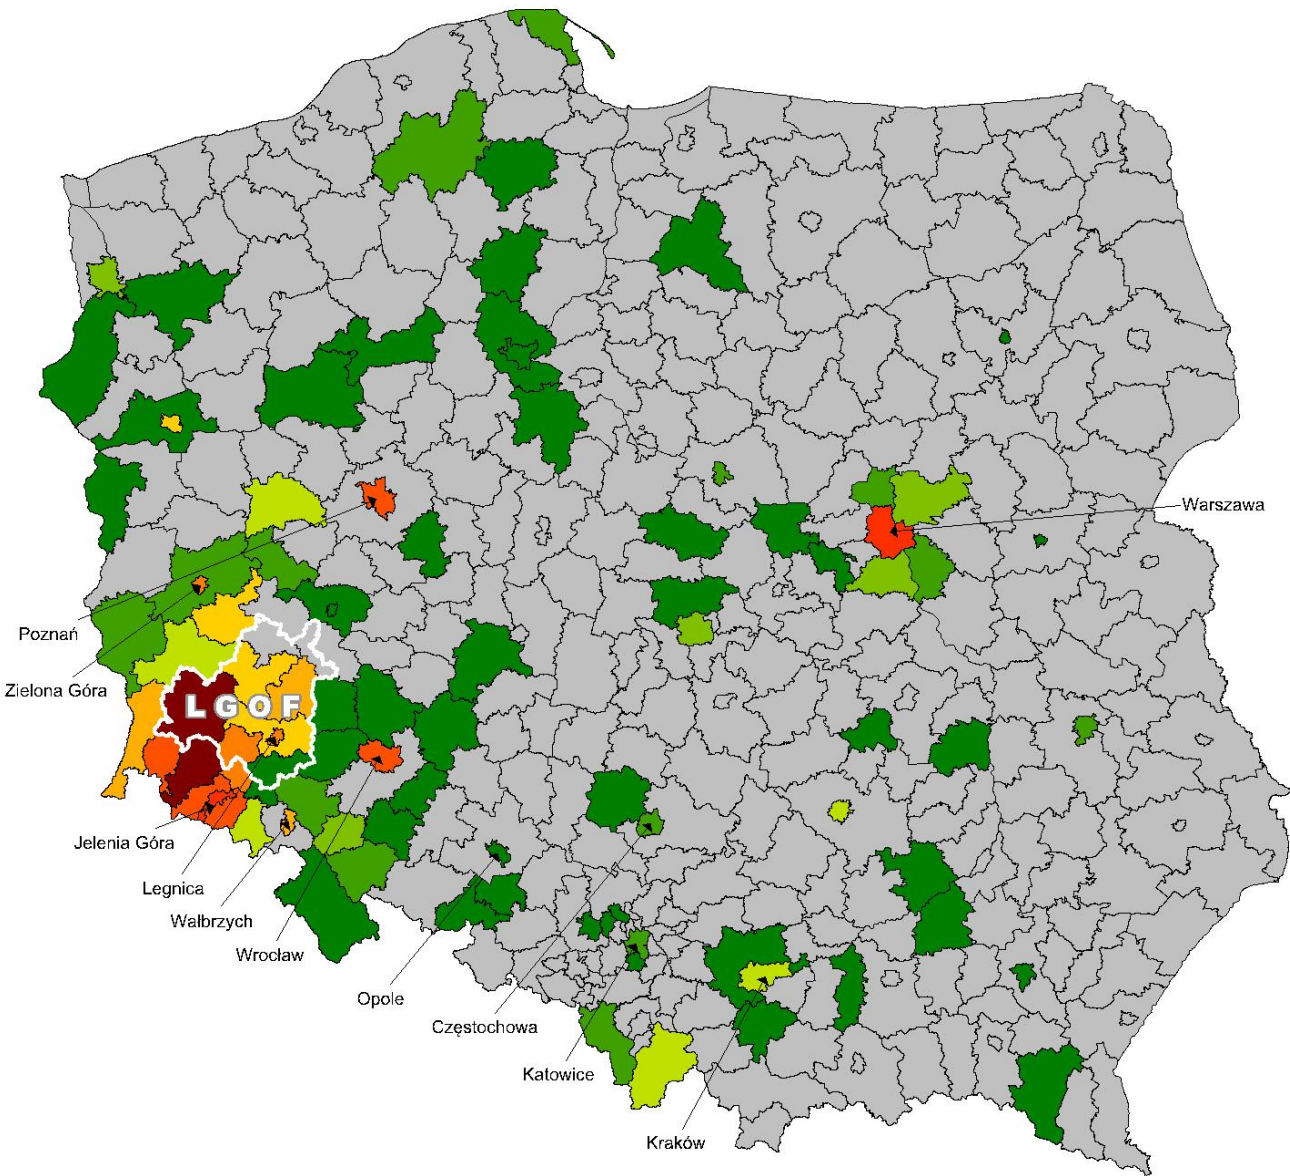 Warszawa
Poznań
Zielona Góra
LGOF
Jelenia Góra
Legnica
Wałbrzych
Wrocław
Opole
Częstochowa
Katowice
Kraków